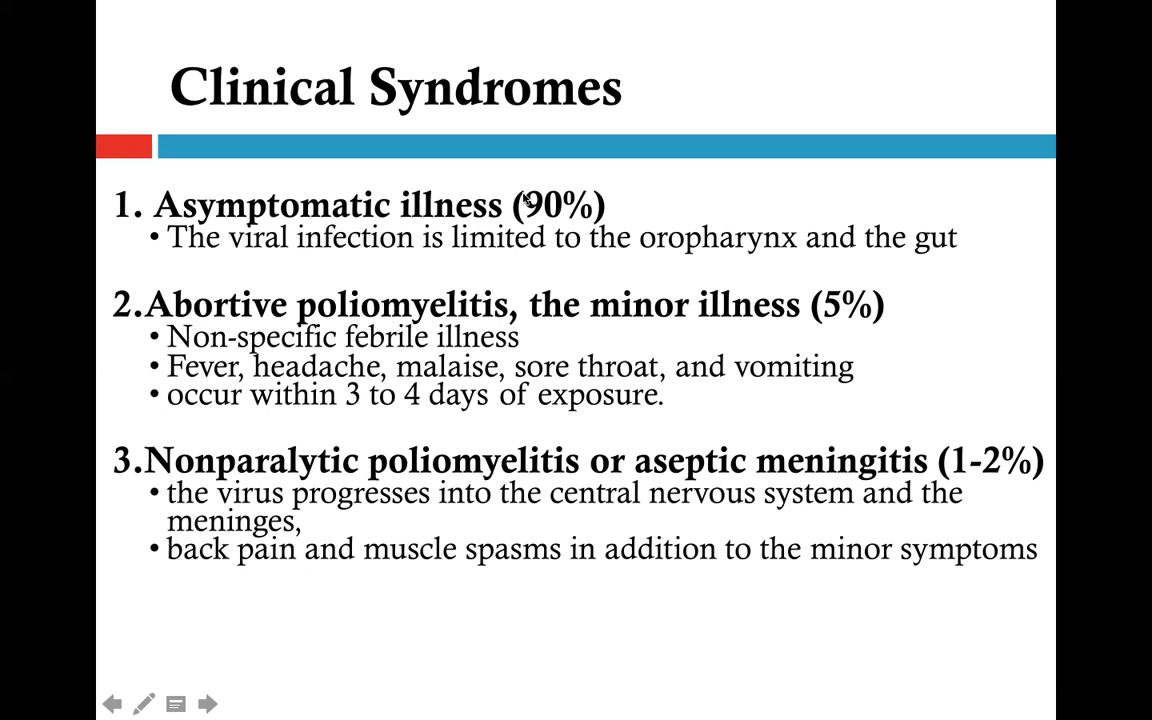 Clinical Syndromes
1. Asymptomatic illness (90%)
• The viral infection is limited to the oropharynx and the gut
2.Abortive poliomyelitis, the minor illness (5%)
• Non-specific febrile illness
• Fever, headache, malaise, sore throat, and vomiting
• occur within 3 to 4 days of exposure.
3.Nonparalytic poliomyelitis or aseptic meningitis (1-2%)
• the virus progresses into the central nervous system and the
meninges,
• back pain and muscle spasms in addition to the minor symptoms